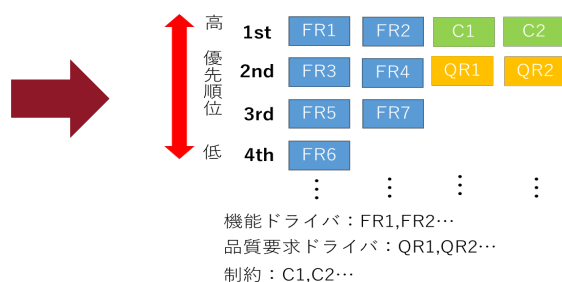 高
優先順位
低
1st FR1 FR2 C1 C2
2nd FR3 FR4 QR1 QR2
3rd FR5 FR7
4th FR6
⋮ ⋮ ⋮ ⋮
機能ドライバ：FR1,FR2…
品質要求ドライバ：QR1,QR2…
制約：C1,C2…